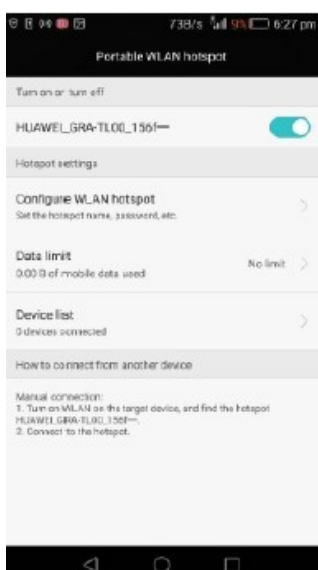 73B/s 9% 6:27 pm
Portable WLAN hotspot
Turn on or turn off
HUAWEI_GRA-TL00_156f—
Hotspot settings
Configure WLAN hotspot
Set the hotspot name, password, etc.
Data limit
0.00 B of mobile data used
No limit
Device list
0 devices connected
How to connect from another device
Manual connection:
1. Turn on WLAN on the target device, and find the hotspot
HUAWEI_GRA-TL00_156f—.
2. Connect to the hotspot.